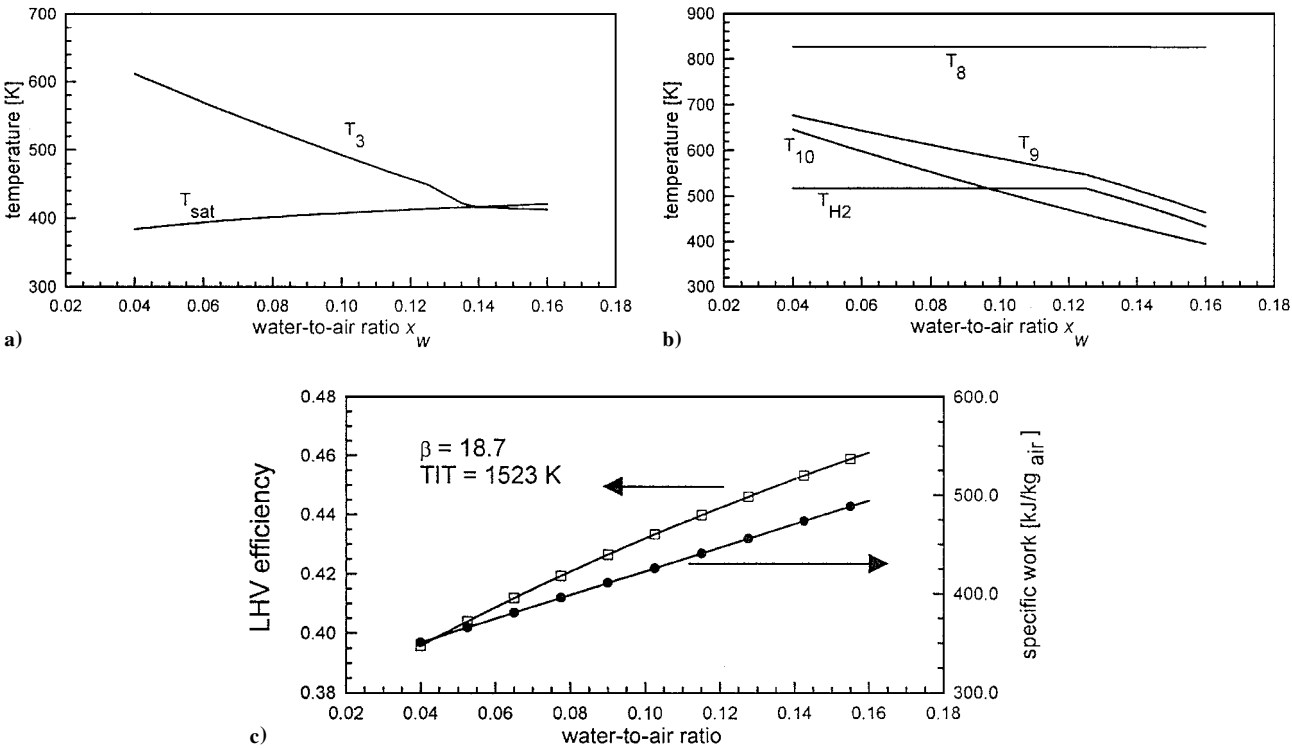 700
600
500
400
300
temperature [K]
T3
Tsat
0.02 0.04 0.06 0.08 0.10 0.12 0.14 0.16 0.18
water-to-air ratio xw
a)
900
800
700
600
500
400
300
temperature [K]
T8
T9
T10
TH2
0.02 0.04 0.06 0.08 0.10 0.12 0.14 0.16 0.18
water-to-air ratio xw
b)
0.48
0.46
0.44
0.42
0.40
0.38
LHV efficiency
β = 18.7
TIT = 1523 K
600.0
500.0
400.0
300.0
specific work [kJ/kg air ]
0.02 0.04 0.06 0.08 0.10 0.12 0.14 0.16 0.18
water-to-air ratio
c)